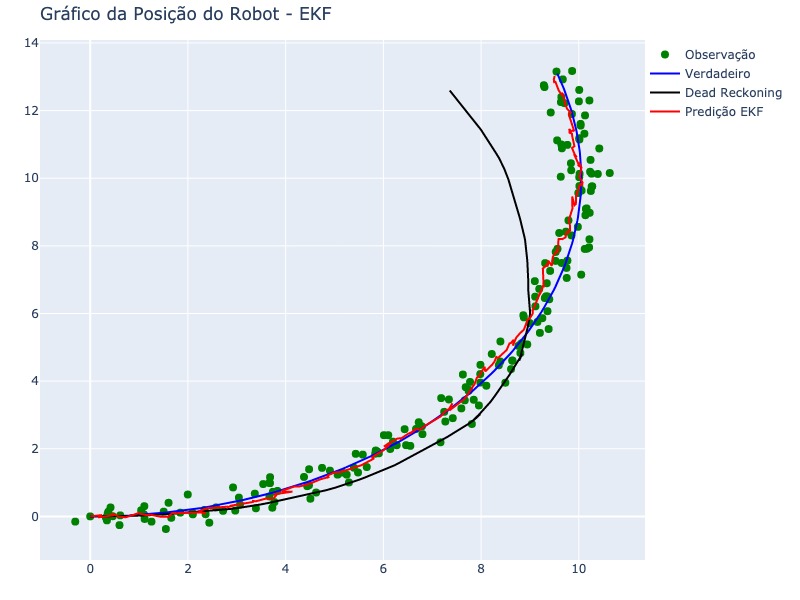 Gráfico da Posição do Robot - EKF
14
12
10
8
6
4
2
0
0 2 4 6 8 10
Observação
Verdadeiro
Dead Reckoning
Predição EKF